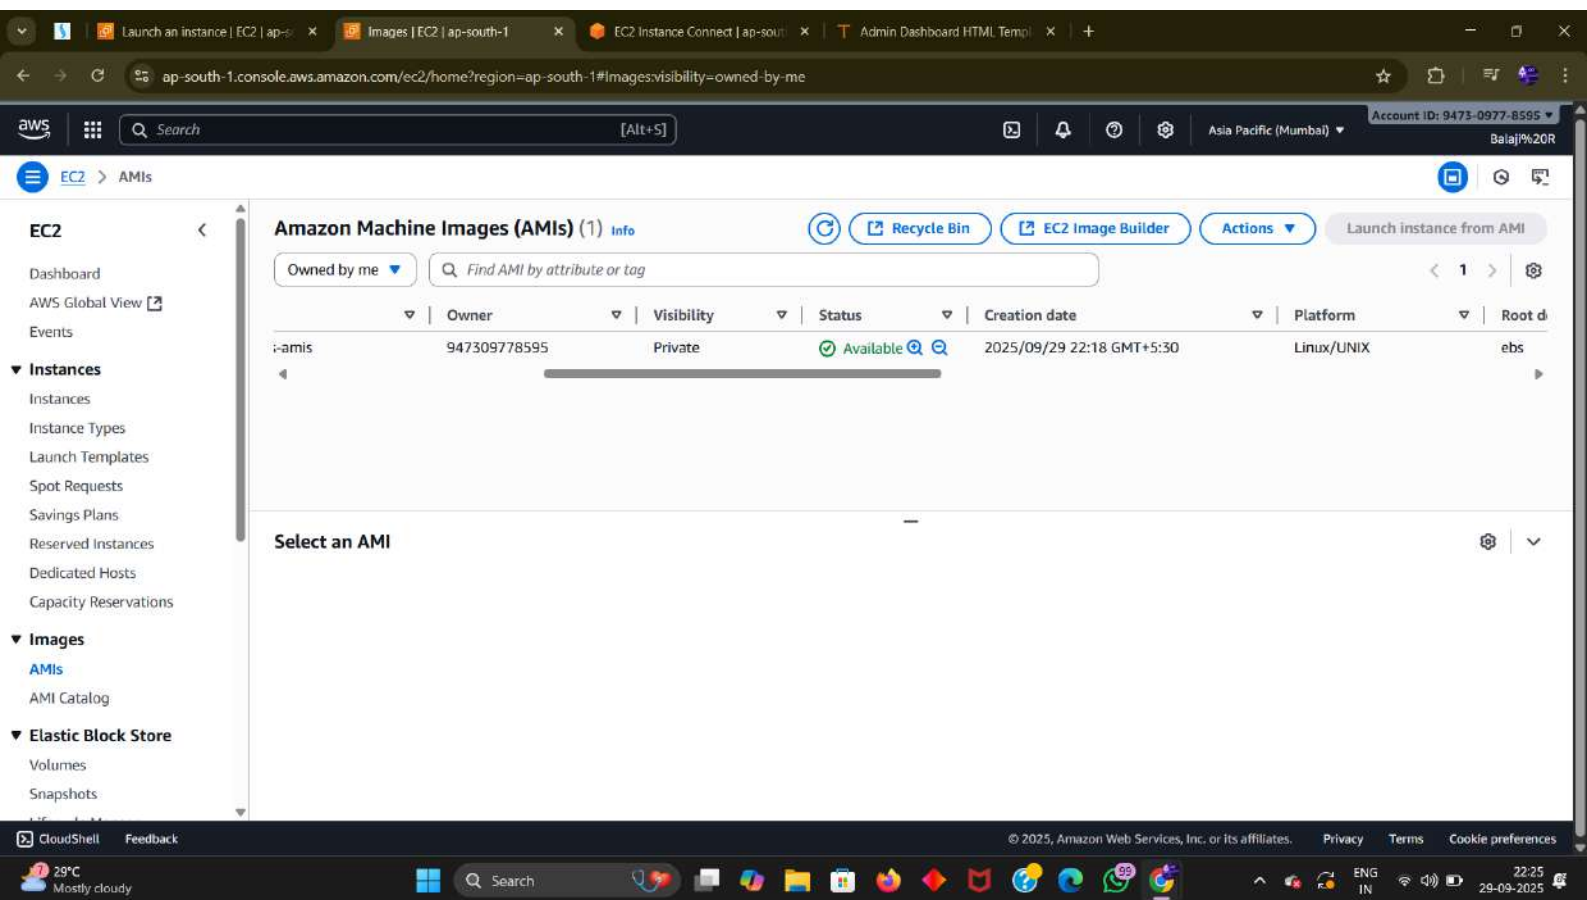 Launch an instance | EC2 | ap-s
Images | EC2 | ap-south-1
EC2 Instance Connect | ap-sout
Admin Dashboard HTML Templ
ap-south-1.console.aws.amazon.com/ec2/home?region=ap-south-1#Images:visibility=owned-by-me
aws
Search
[Alt+S]
Asia Pacific (Mumbai)
Account ID: 9473-0977-8595
Balaji%20R
EC2 > AMIs
EC2
Dashboard
AWS Global View
Events
Instances
Instances
Instance Types
Launch Templates
Spot Requests
Savings Plans
Reserved Instances
Dedicated Hosts
Capacity Reservations
Images
AMIs
AMI Catalog
Elastic Block Store
Volumes
Snapshots
Amazon Machine Images (AMIs) (1) Info
Recycle Bin
EC2 Image Builder
Actions
Launch instance from AMI
Owned by me
Find AMI by attribute or tag
1
Owner Visibility Status Creation date Platform Root d
-amis 947309778595 Private Available 2025/09/29 22:18 GMT+5:30 Linux/UNIX ebs
Select an AMI
CloudShell Feedback
© 2025, Amazon Web Services, Inc. or its affiliates. Privacy Terms Cookie preferences
7
29°C
Mostly cloudy
Search
99
ENG
IN
22:25
29-09-2025